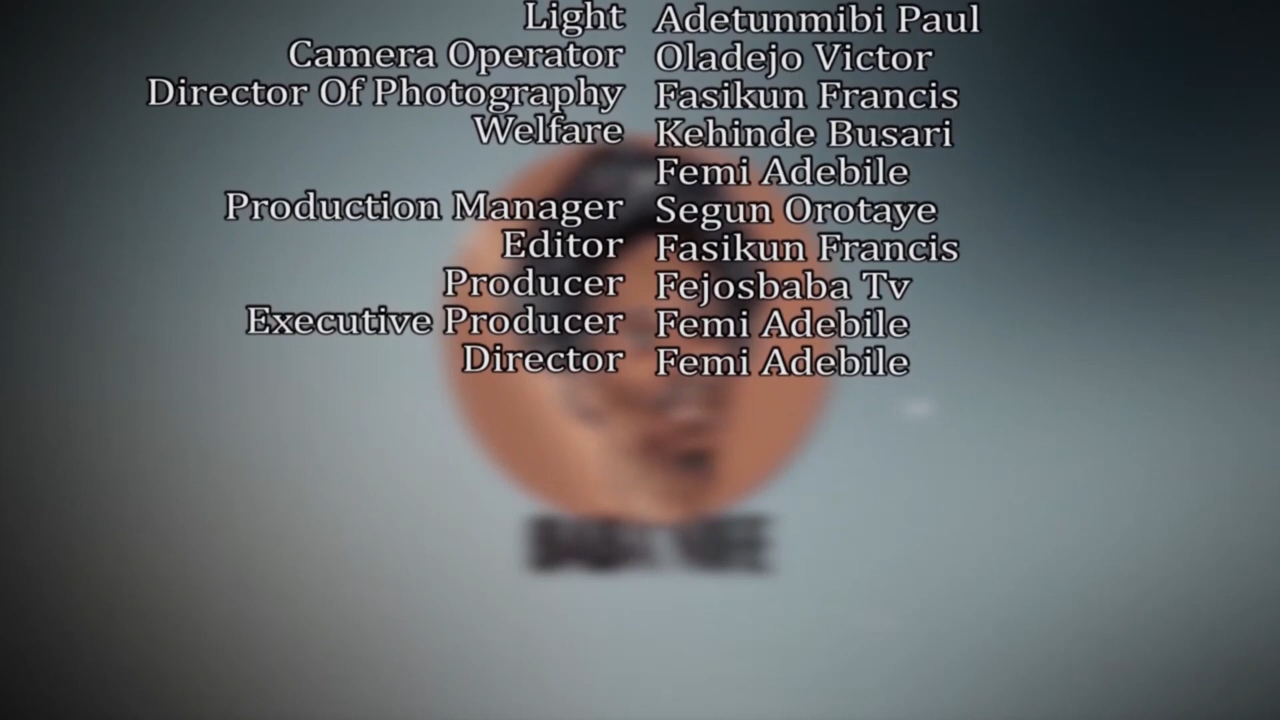 Light Adetunmibi Paul
Camera Operator Oladejo Victor
Director Of Photography Fasikun Francis
Welfare Kehinde Busari
Femi Adebile
Production Manager Segun Orotaye
Editor Fasikun Francis
Producer Fejosbaba Tv
Executive Producer Femi Adebile
Director Femi Adebile